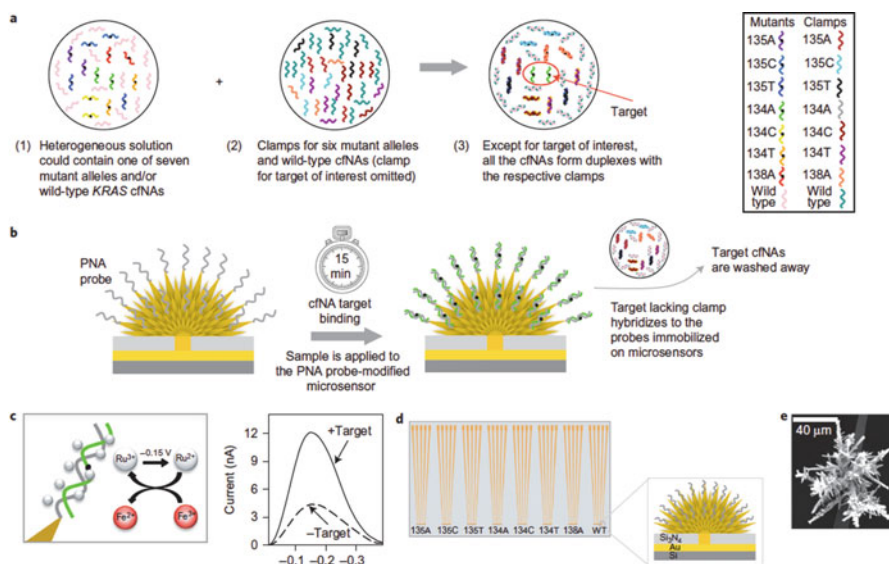 a
(1) Heterogeneous solution
could contain one of seven
mutant alleles and/or
wild-type KRAS cfNAs
+
(2) Clamps for six mutant alleles
and wild-type cfNAs (clamp
for target of interest omitted)
Target
(3) Except for target of interest,
all the cfNAs form duplexes with
the respective clamps
Mutants Clamps
135A 135A
135C 135C
135T 135T
134A 134A
134C 134C
134T 134T
138A 138A
Wild Wild
type type
b
PNA
probe
15
min
cfNA target
binding
Sample is applied to
the PNA probe-modified
microsensor
Target cfNAs
are washed away
Target lacking clamp
hybridizes to the
probes immobilized
on microsensors
c
Ru3+ −0.15 V Ru2+
Fe2+ Fe3+
Current (nA)
12
9
6
3
0
+Target
−Target
−0.1 −0.2 −0.3
d
135A 135C 135T 134A 134C 134T 138A WT
Si3N4
Au
Si
e
40 µm